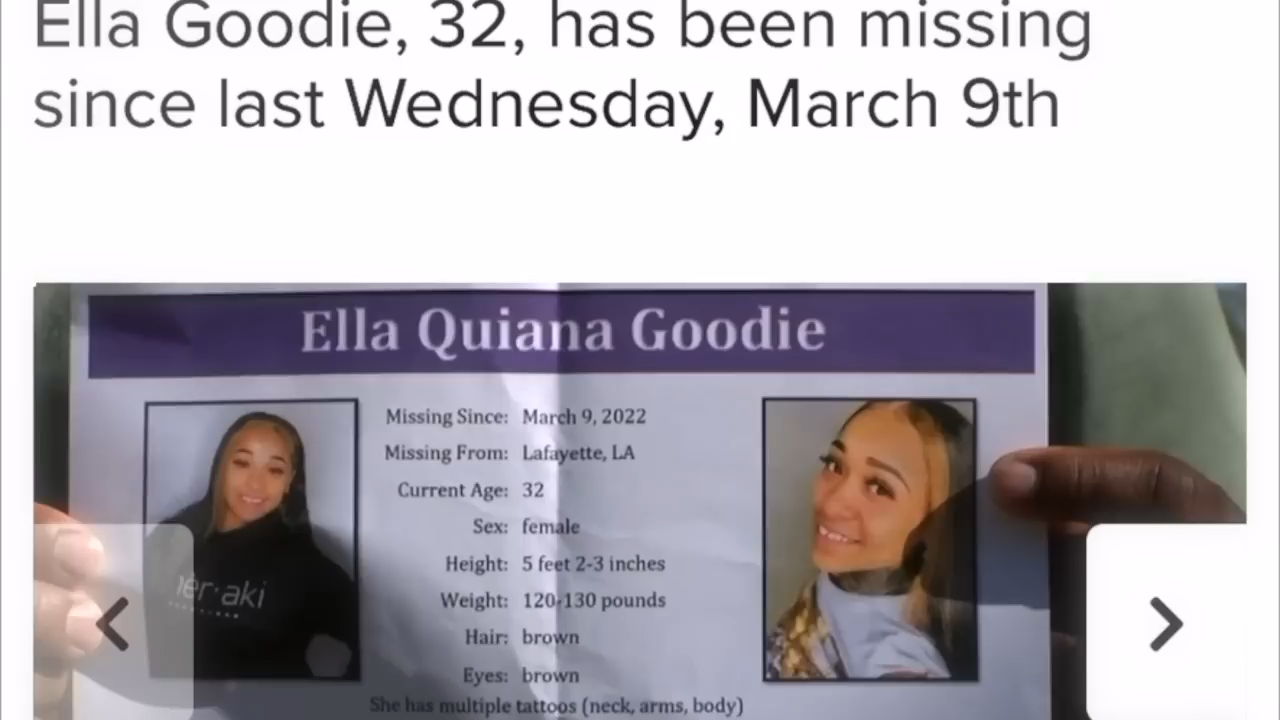 Ella Goodie, 32, has been missing
since last Wednesday, March 9th
Ella Quiana Goodie
Missing Since: March 9, 2022
Missing From: Lafayette, LA
Current Age: 32
Sex: female
Height: 5 feet 2-3 inches
Weight: 120-130 pounds
Hair: brown
Eyes: brown
She has multiple tattoos (neck, arms, body)